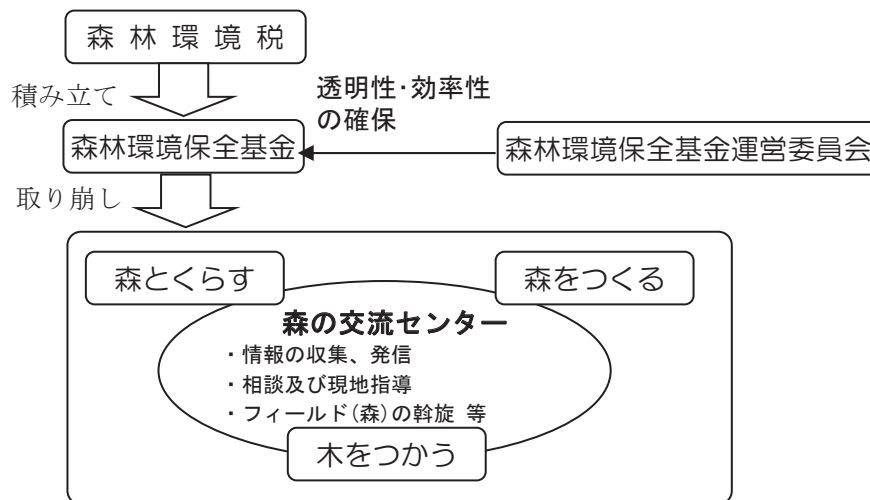 森林環境税
積み立て
透明性・効率性
の確保
森林環境保全基金
森林環境保全基金運営委員会
取り崩し
森とくらす
森をつくる
森の交流センター
・情報の収集、発信
・相談及び現地指導
・フィールド(森)の斡旋 等
木をつかう